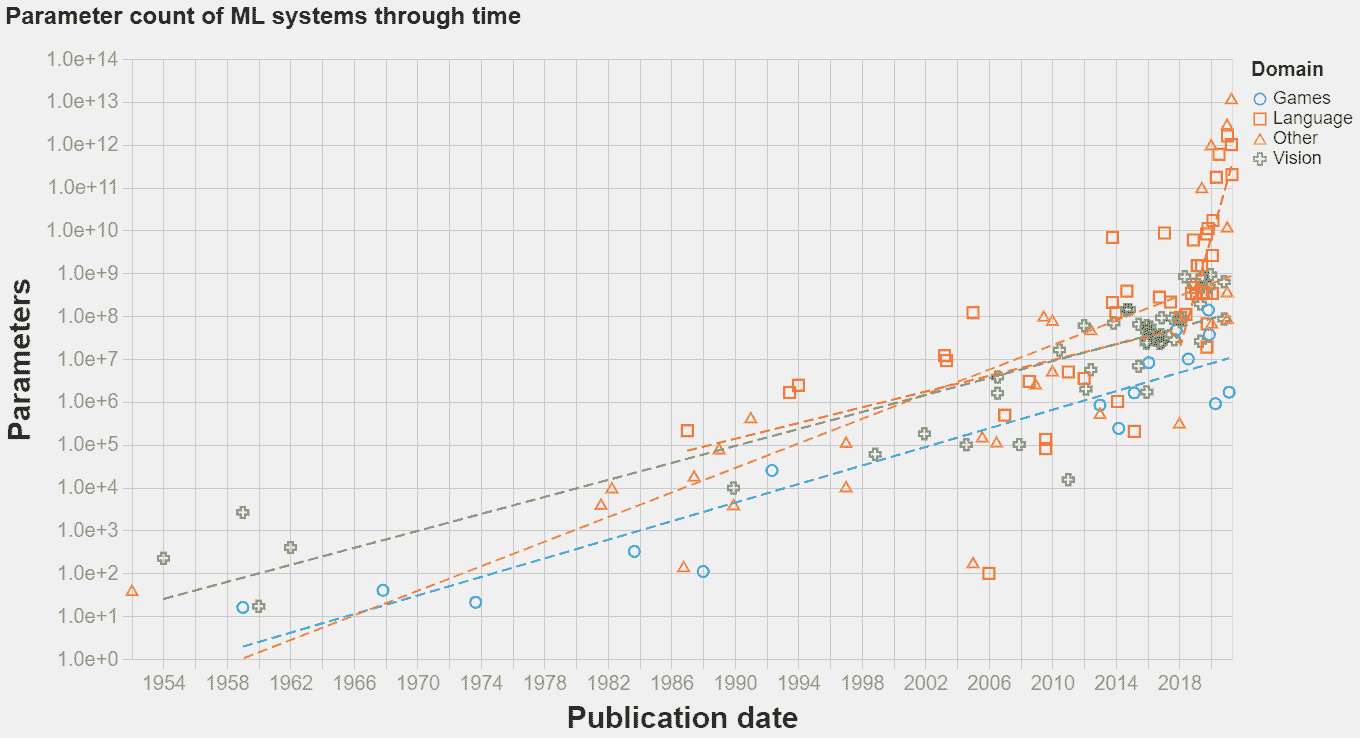 Parameter count of ML systems through time
1.0e+14
1.0e+13
1.0e+12
1.0e+11
1.0e+10
1.0e+9
1.0e+8
1.0e+7
1.0e+6
1.0e+5
1.0e+4
1.0e+3
1.0e+2
1.0e+1
1.0e+0
Parameters
1954 1958 1962 1966 1970 1974 1978 1982 1986 1990 1994 1998 2002 2006 2010 2014 2018
Publication date
Domain
Games
Language
Other
Vision